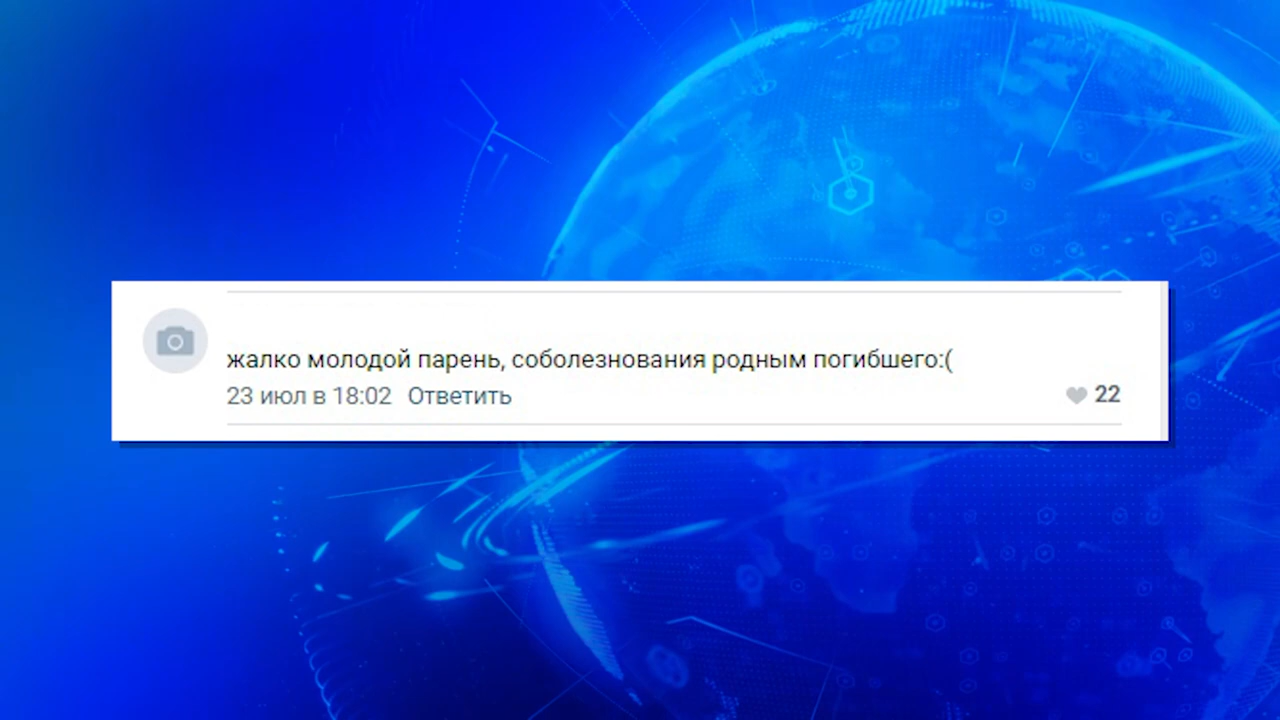 жалко молодой парень, соболезнования родным погибшего:(
23 июл в 18:02 Ответить 22